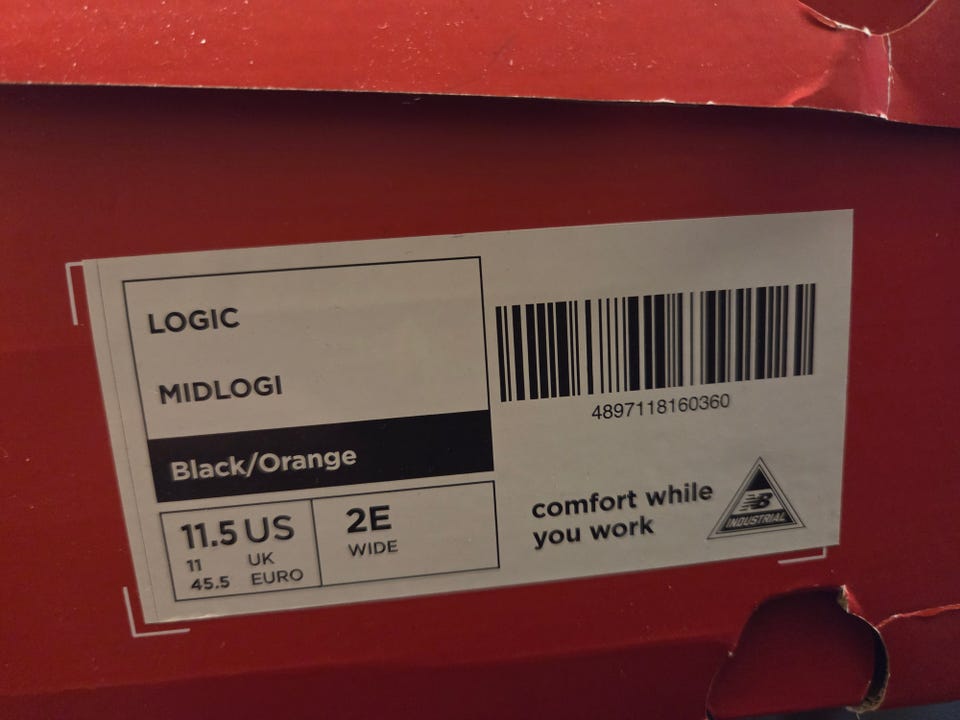 LOGIC
MIDLOGI
Black/Orange
11.5 US
11 UK
45.5 EURO
2E
WIDE
4897118160360
comfort while
you work
NB
INDUSTRIAL